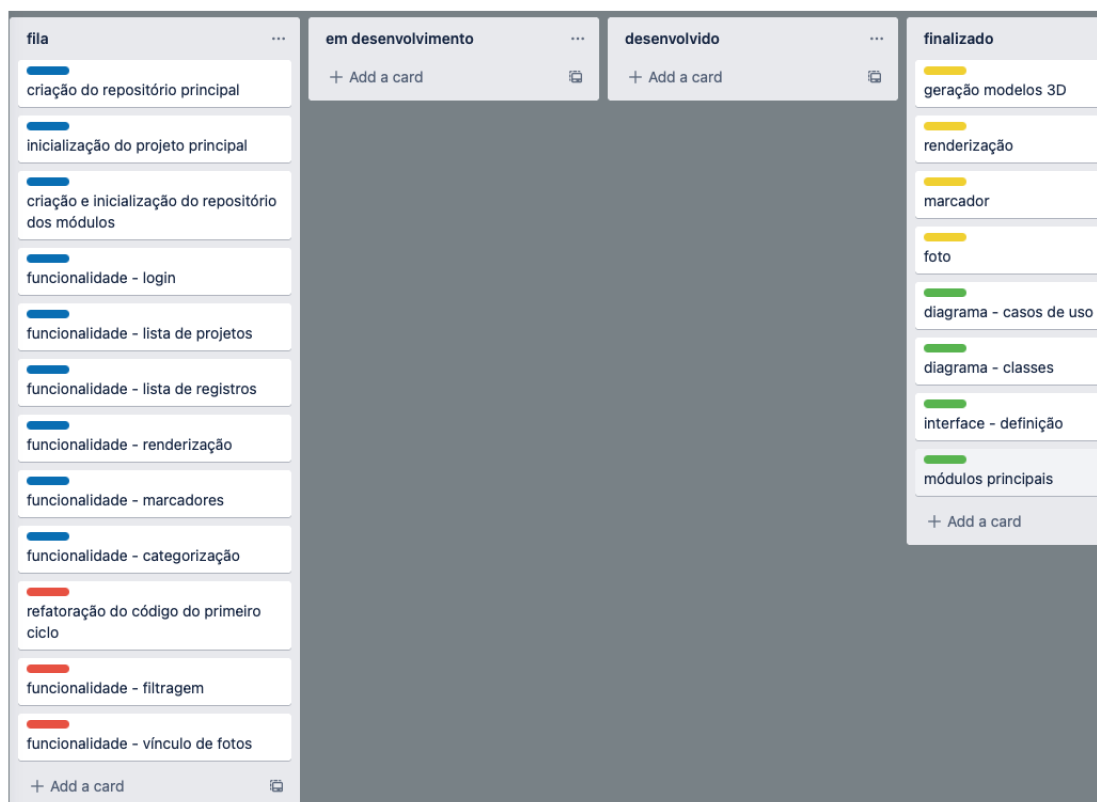 fila
criação do repositório principal
inicialização do projeto principal
criação e inicialização do repositório
dos módulos
funcionalidade - login
funcionalidade - lista de projetos
funcionalidade - lista de registros
funcionalidade - renderização
funcionalidade - marcadores
funcionalidade - categorização
refatoração do código do primeiro
ciclo
funcionalidade - filtragem
funcionalidade - vínculo de fotos
+ Add a card
em desenvolvimento
+ Add a card
desenvolvido
+ Add a card
finalizado
geração modelos 3D
renderização
marcador
foto
diagrama - casos de uso
diagrama - classes
interface - definição
módulos principais
+ Add a card